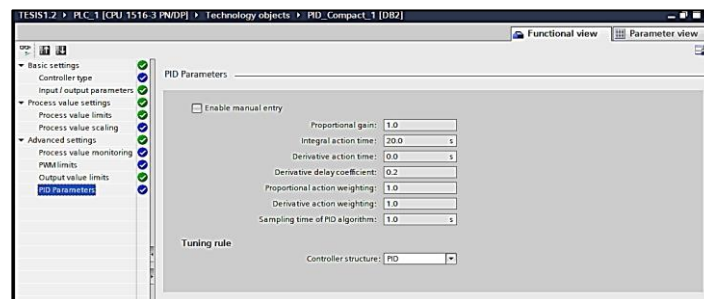 TESIS1.2 ▸ PLC_1 [CPU 1516-3 PN/DP] ▸ Technology objects ▸ PID_Compact_1 [DB2]
Functional view
Parameter view
Basic settings
Controller type
Input / output parameters
Process value settings
Process value limits
Process value scaling
Advanced settings
Process value monitoring
PWM limits
Output value limits
PID Parameters
PID Parameters
Enable manual entry
Proportional gain: 1.0
Integral action time: 20.0 s
Derivative action time: 0.0 s
Derivative delay coefficient: 0.2
Proportional action weighting: 1.0
Derivative action weighting: 1.0
Sampling time of PID algorithm: 1.0 s
Tuning rule
Controller structure: PID